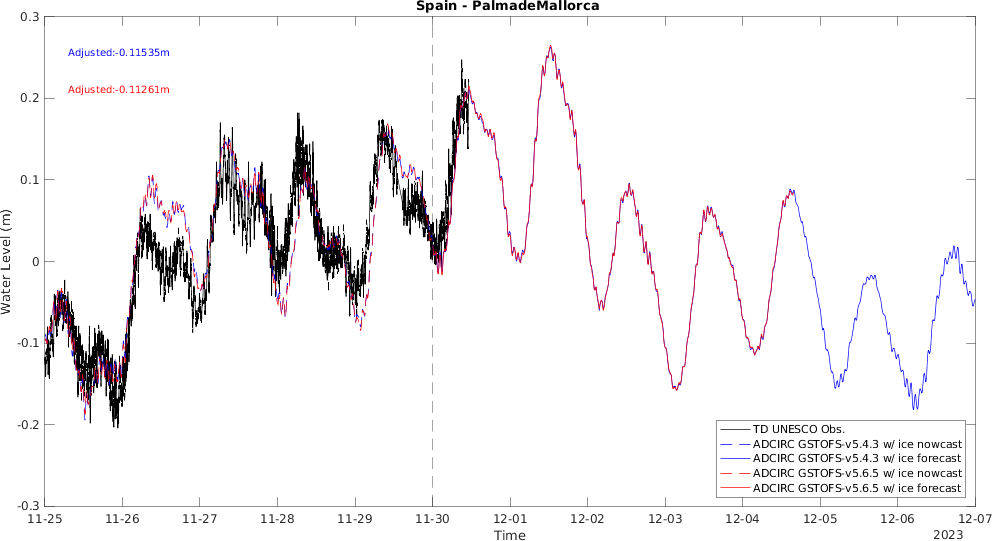 Spain - PalmadeMallorca
Adjusted:-0.11535m
Adjusted:-0.11261m
Water Level (m)
0.3
0.2
0.1
0
-0.1
-0.2
-0.3
TD UNESCO Obs.
ADCIRC GSTOFS-v5.4.3 w/ ice nowcast
ADCIRC GSTOFS-v5.4.3 w/ ice forecast
ADCIRC GSTOFS-v5.6.5 w/ ice nowcast
ADCIRC GSTOFS-v5.6.5 w/ ice forecast
11-25 11-26 11-27 11-28 11-29 11-30 12-01 12-02 12-03 12-04 12-05 12-06 12-07
Time
2023